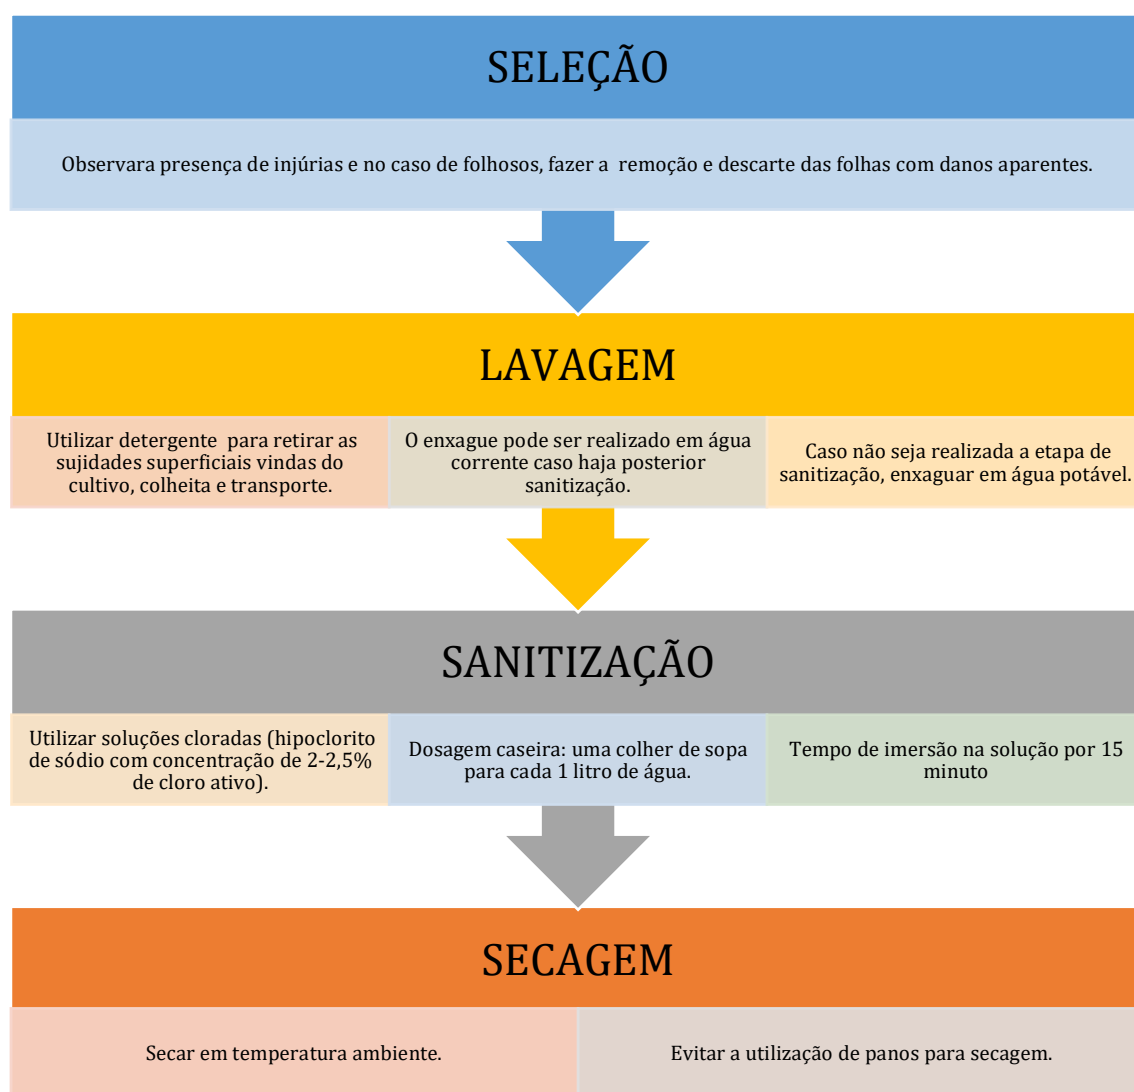 SELEÇÃO
Observara presença de injúrias e no caso de folhosos, fazer a remoção e descarte das folhas com danos aparentes.
LAVAGEM
Utilizar detergente para retirar as
sujidades superficiais vindas do
cultivo, colheita e transporte.
O enxague pode ser realizado em água
corrente caso haja posterior
sanitização.
Caso não seja realizada a etapa de
sanitização, enxaguar em água potável.
SANITIZAÇÃO
Utilizar soluções cloradas (hipoclorito
de sódio com concentração de 2-2,5%
de cloro ativo).
Dosagem caseira: uma colher de sopa
para cada 1 litro de água.
Tempo de imersão na solução por 15
minuto
SECAGEM
Secar em temperatura ambiente.
Evitar a utilização de panos para secagem.